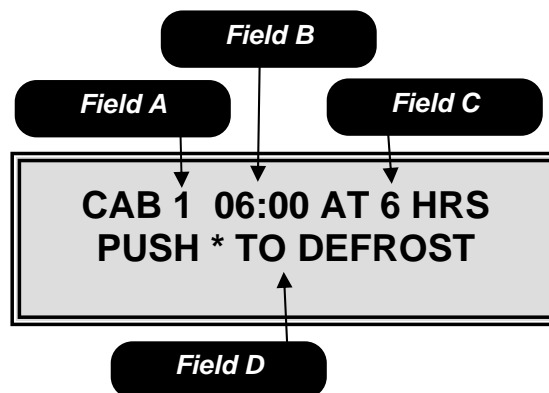 Field B
Field A
Field C
CAB 1 06:00 AT 6 HRS
PUSH * TO DEFROST
Field D